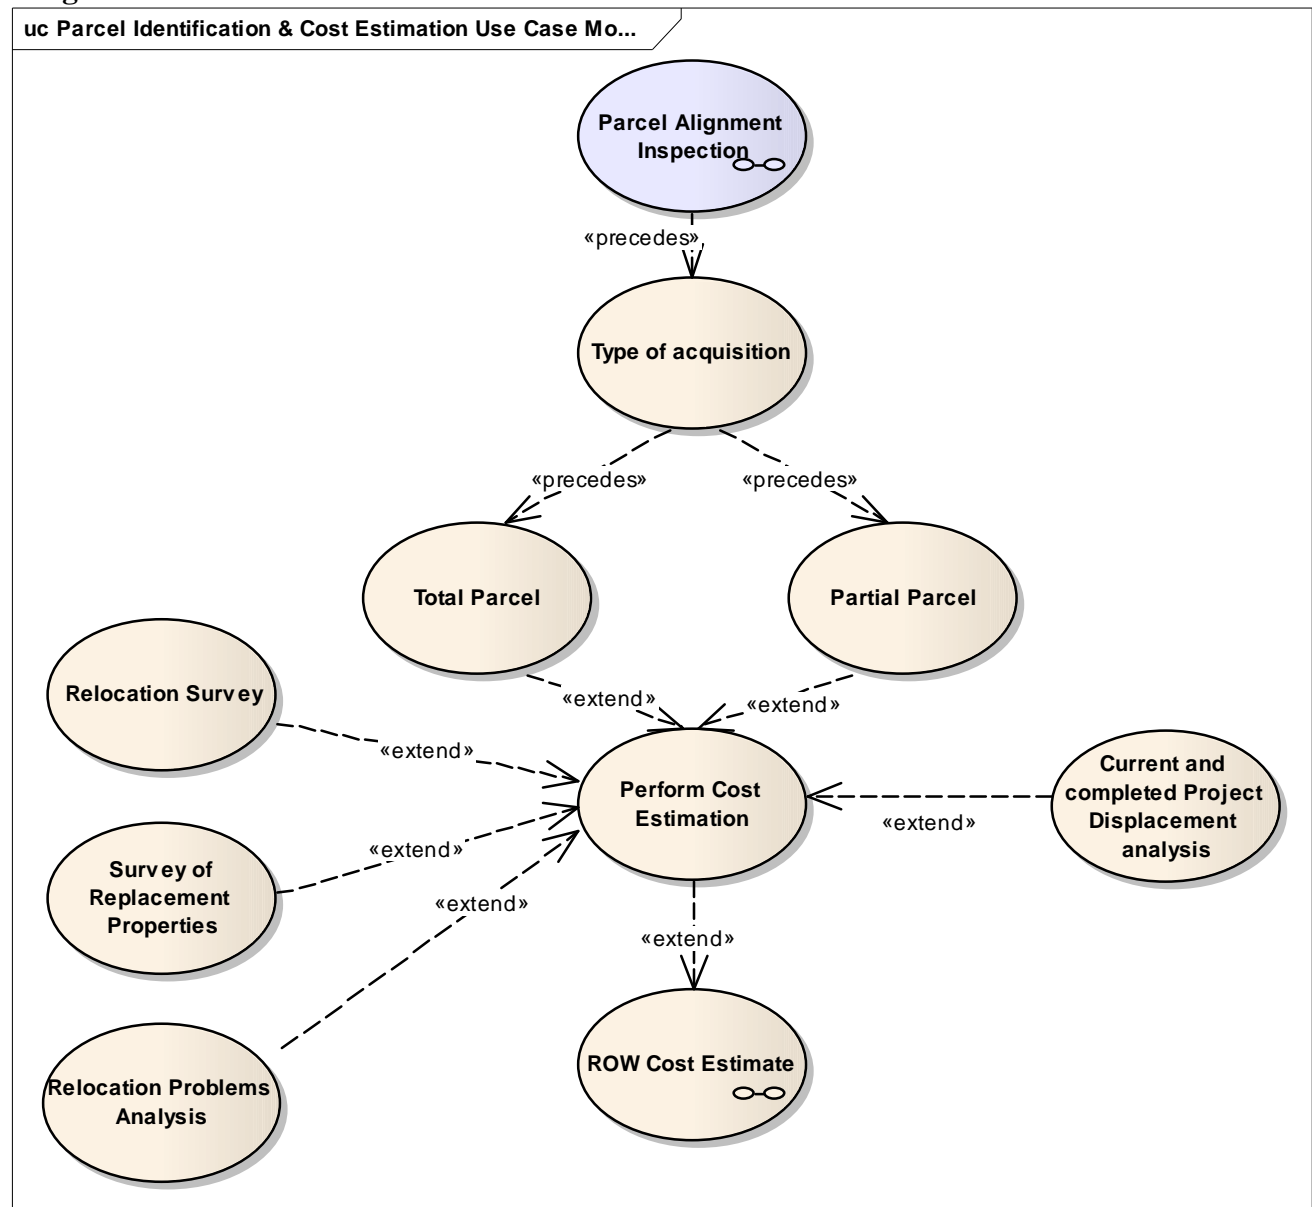 uc Parcel Identification & Cost Estimation Use Case Mo...
Parcel Alignment
Inspection
«precedes»
Type of acquisition
«precedes»
«precedes»
Total Parcel
Partial Parcel
Relocation Survey
«extend»
«extend»
«extend»
Perform Cost
Estimation
Current and
completed Project
Displacement
analysis
«extend»
Survey of
Replacement
Properties
«extend»
«extend»
«extend»
ROW Cost Estimate
Relocation Problems
Analysis